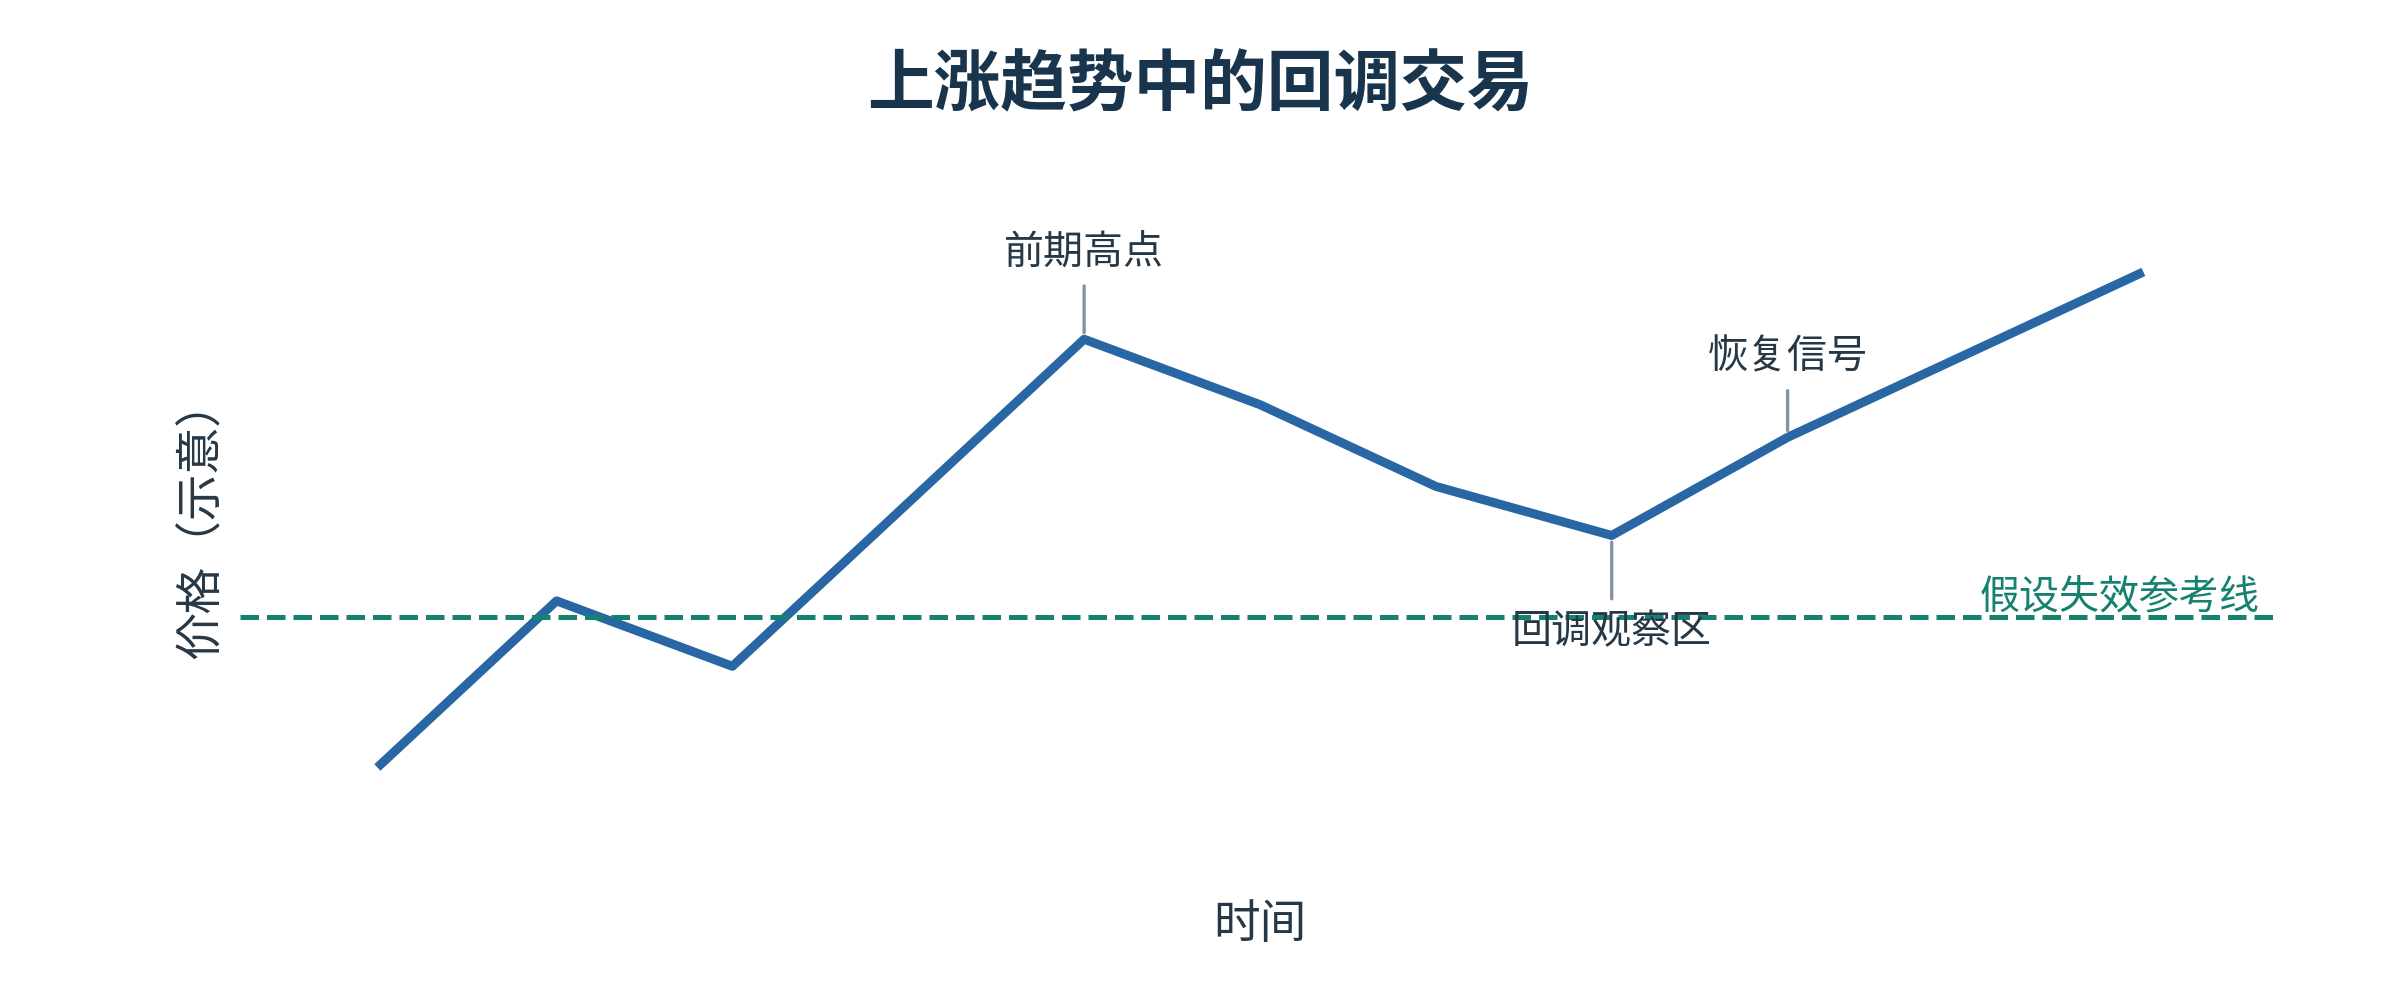 上涨趋势中的回调交易
前期高点
恢复信号
价格（示意）
假设失效参考线
回调观察区
时间